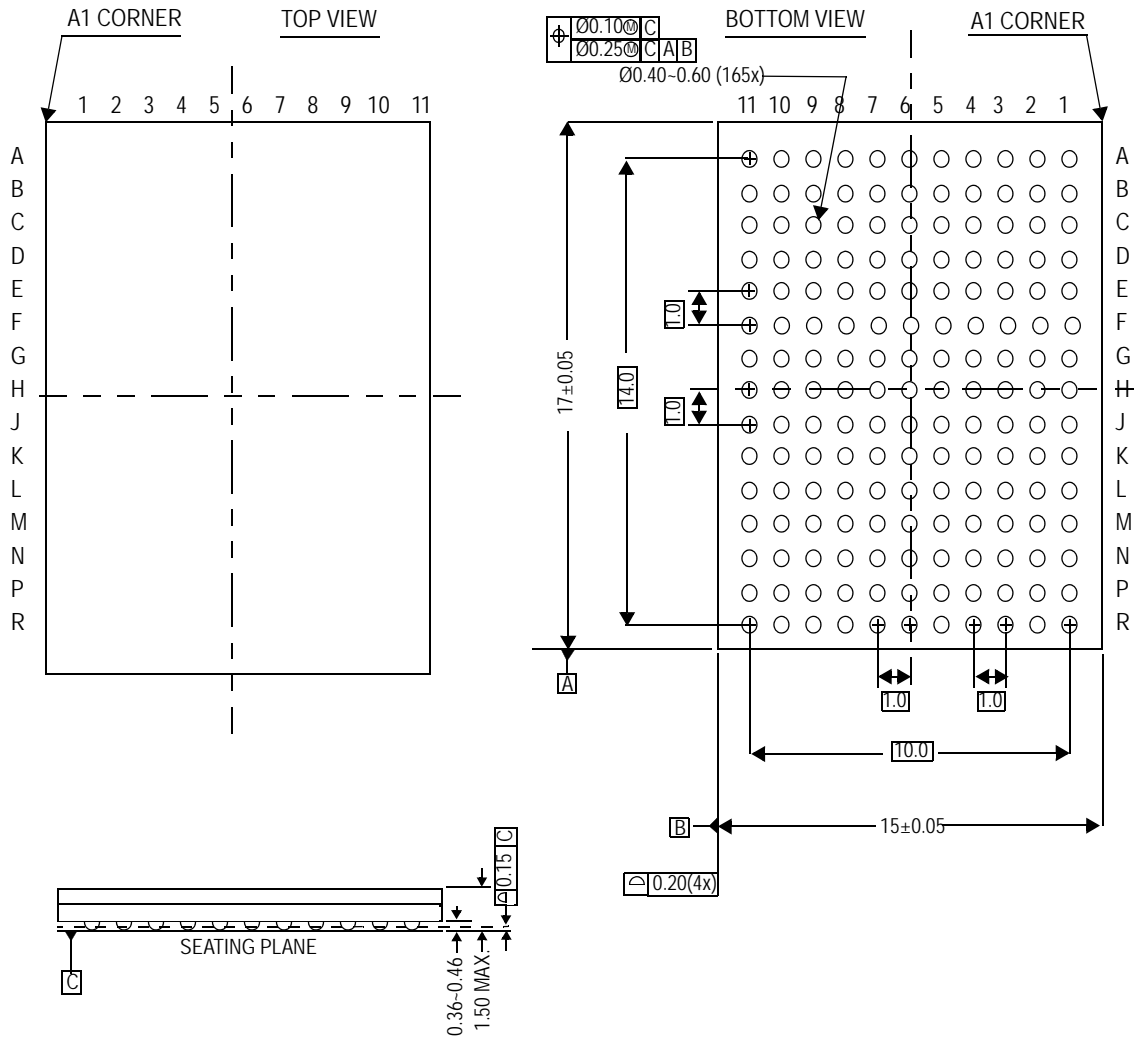 A1 CORNER
TOP VIEW
BOTTOM VIEW
A1 CORNER
Ø0.10Ⓜ C
Ø0.25Ⓜ C A B
Ø0.40~0.60 (165x)
1 2 3 4 5 6 7 8 9 10 11
11 10 9 8 7 6 5 4 3 2 1
A
B
C
D
E
F
G
H
J
K
L
M
N
P
R
17±0.05
14.0
1.0
1.0
A
B
C
D
E
F
G
H
J
K
L
M
N
P
R
A
1.0
1.0
10.0
B
15±0.05
0.20(4x)
0.15 C
SEATING PLANE
C
0.36~0.46
1.50 MAX.